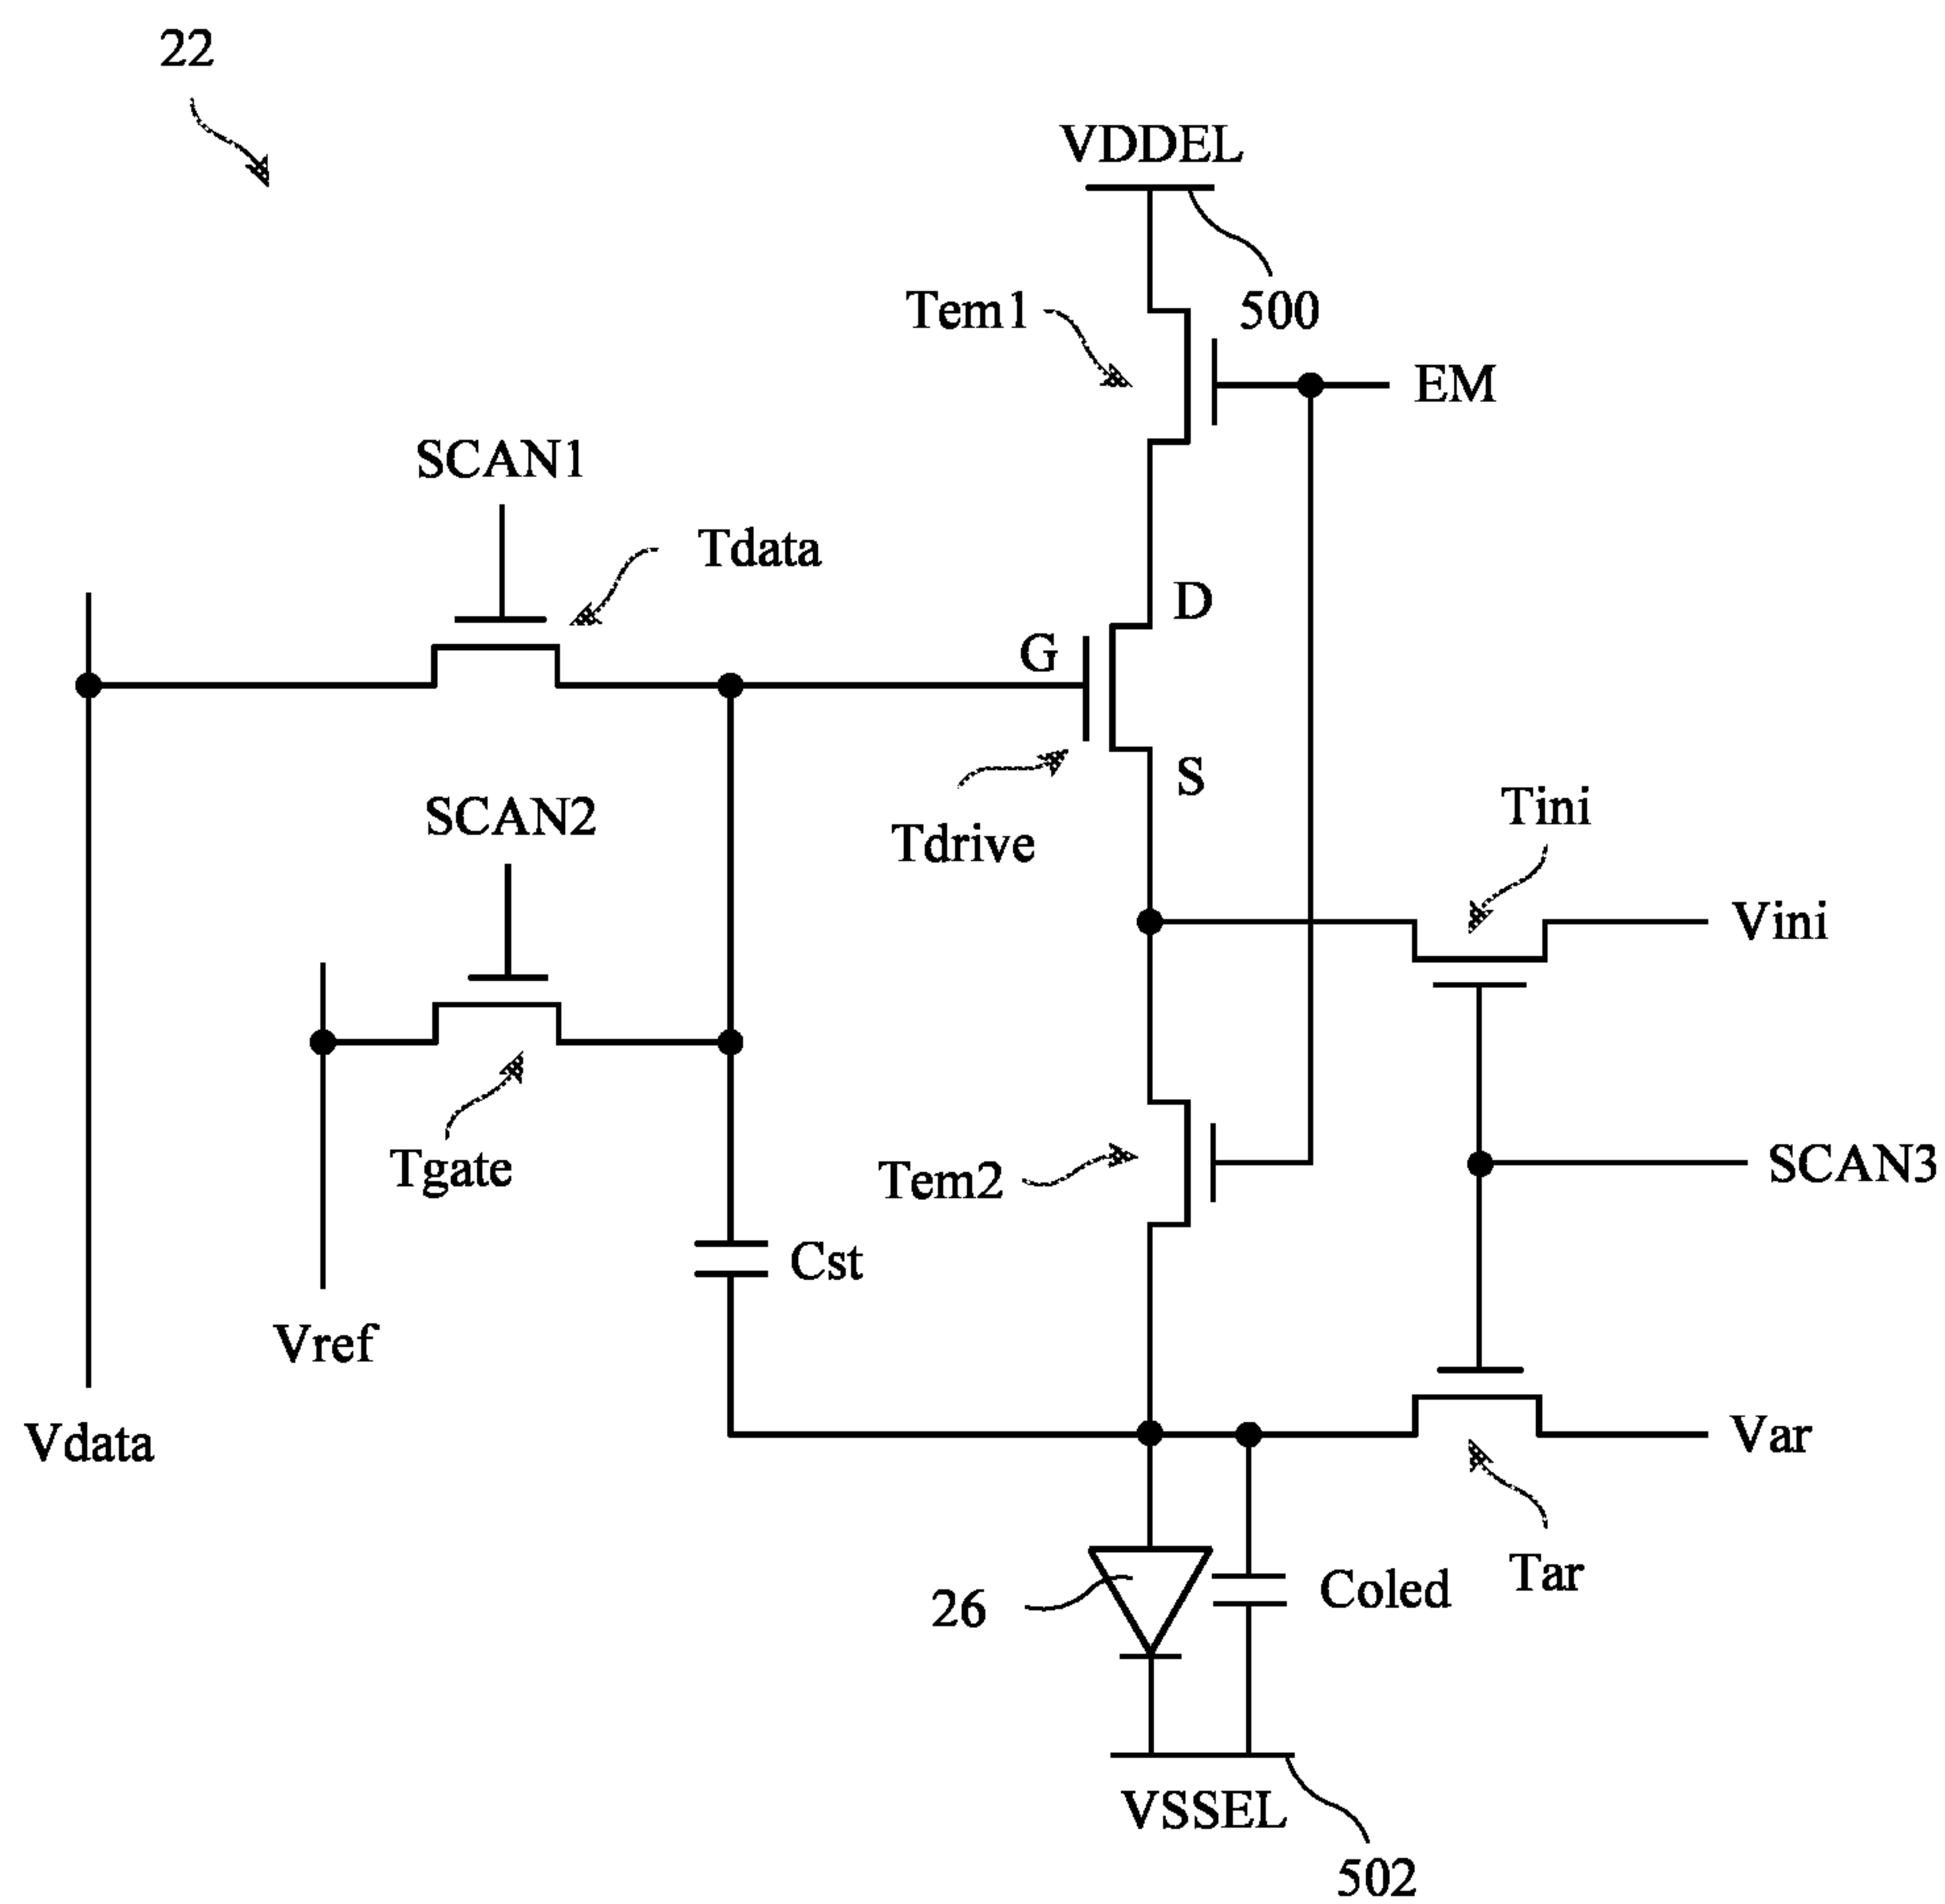 22
VDDEL
500
Tem1
EM
SCAN1
Tdata
D
G
S
Tdrive
SCAN2
Tini
Vini
Tgate
Tem2
SCAN3
Cst
Vref
Vdata
Var
26
Coled
Tar
VSSEL
502